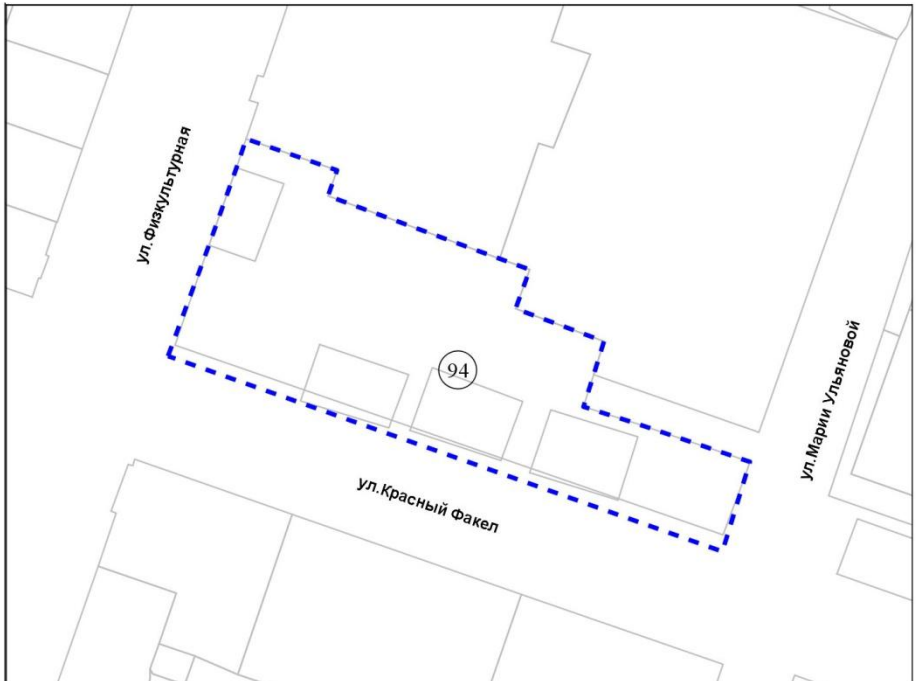 ул.Физкультурная
94
ул.Марии Ульяновой
ул.Красный Факел